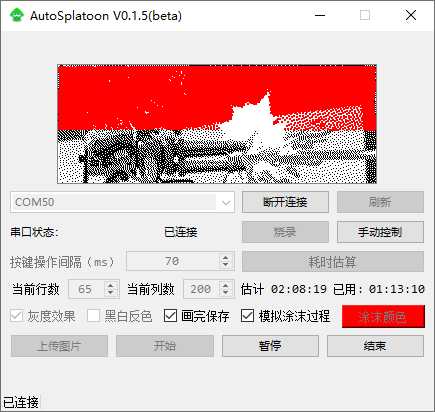 AutoSplatoon V0.1.5(beta)
COM50 断开连接 刷新
串口状态: 已连接 烧录 手动控制
按键操作间隔（ms） 70 耗时估算
当前行数 65 当前列数 200 估计 02:08:19 已用: 01:13:10
灰度效果 黑白反色 画完保存 模拟涂沫过程 涂沫颜色
上传图片 开始 暂停 结束
已连接